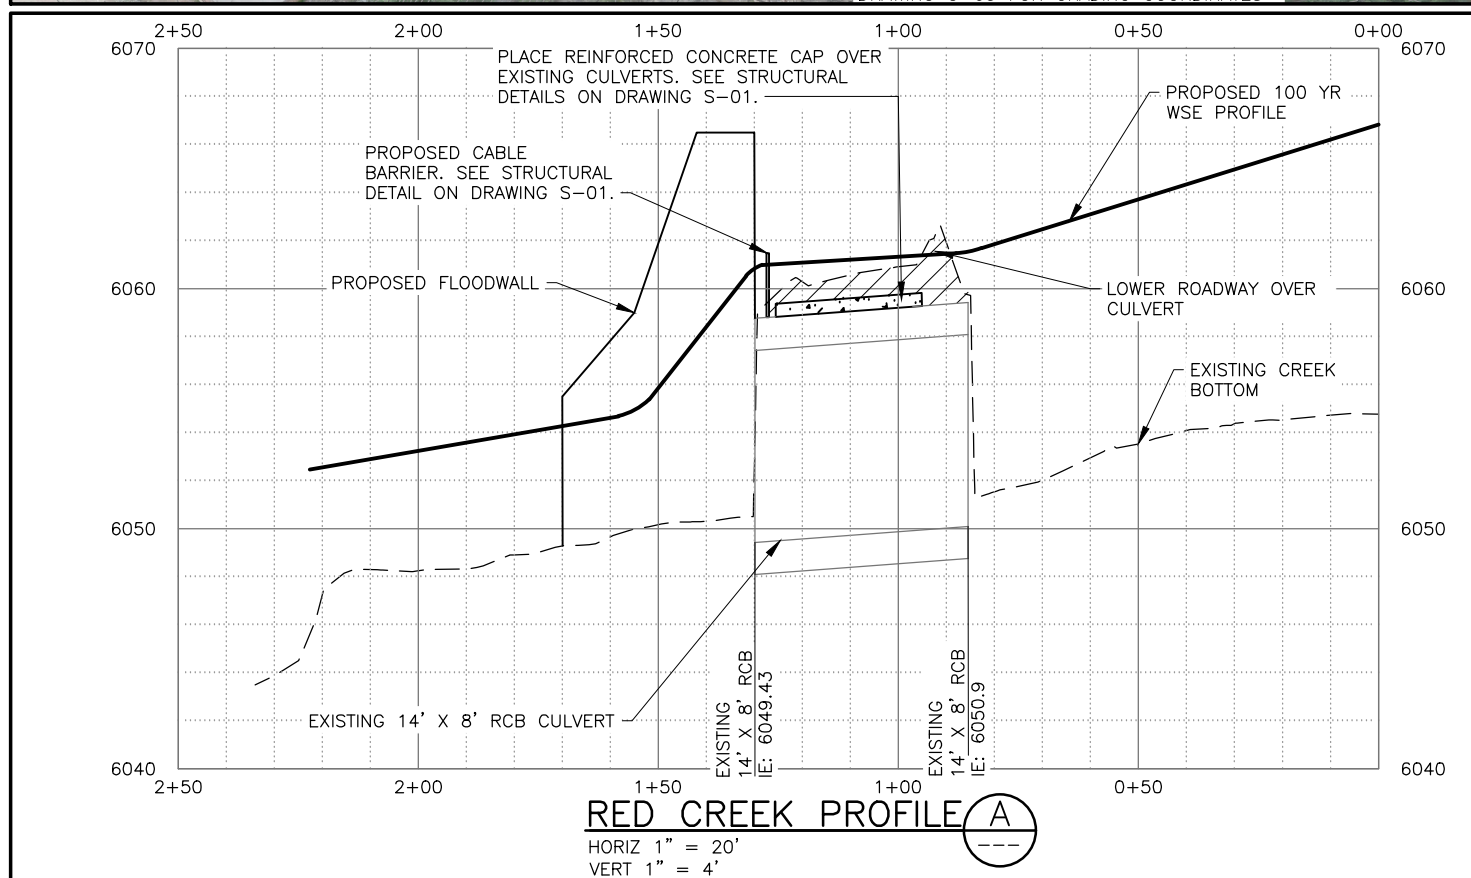 2+50 2+00 1+50 1+00 0+50 0+00
6070 6070
PLACE REINFORCED CONCRETE CAP OVER
EXISTING CULVERTS. SEE STRUCTURAL
DETAILS ON DRAWING S-01.
PROPOSED 100 YR
WSE PROFILE
PROPOSED CABLE
BARRIER. SEE STRUCTURAL
DETAIL ON DRAWING S-01.
PROPOSED FLOODWALL
6060 6060
LOWER ROADWAY OVER
CULVERT
EXISTING CREEK
BOTTOM
6050 6050
EXISTING 14' X 8' RCB CULVERT
EXISTING
14' X 8' RCB
IE: 6049.43
EXISTING
14' X 8' RCB
IE: 6050.9
6040 6040
2+50 2+00 1+50 1+00 0+50
RED CREEK PROFILE
A
---
HORIZ 1" = 20'
VERT 1" = 4'